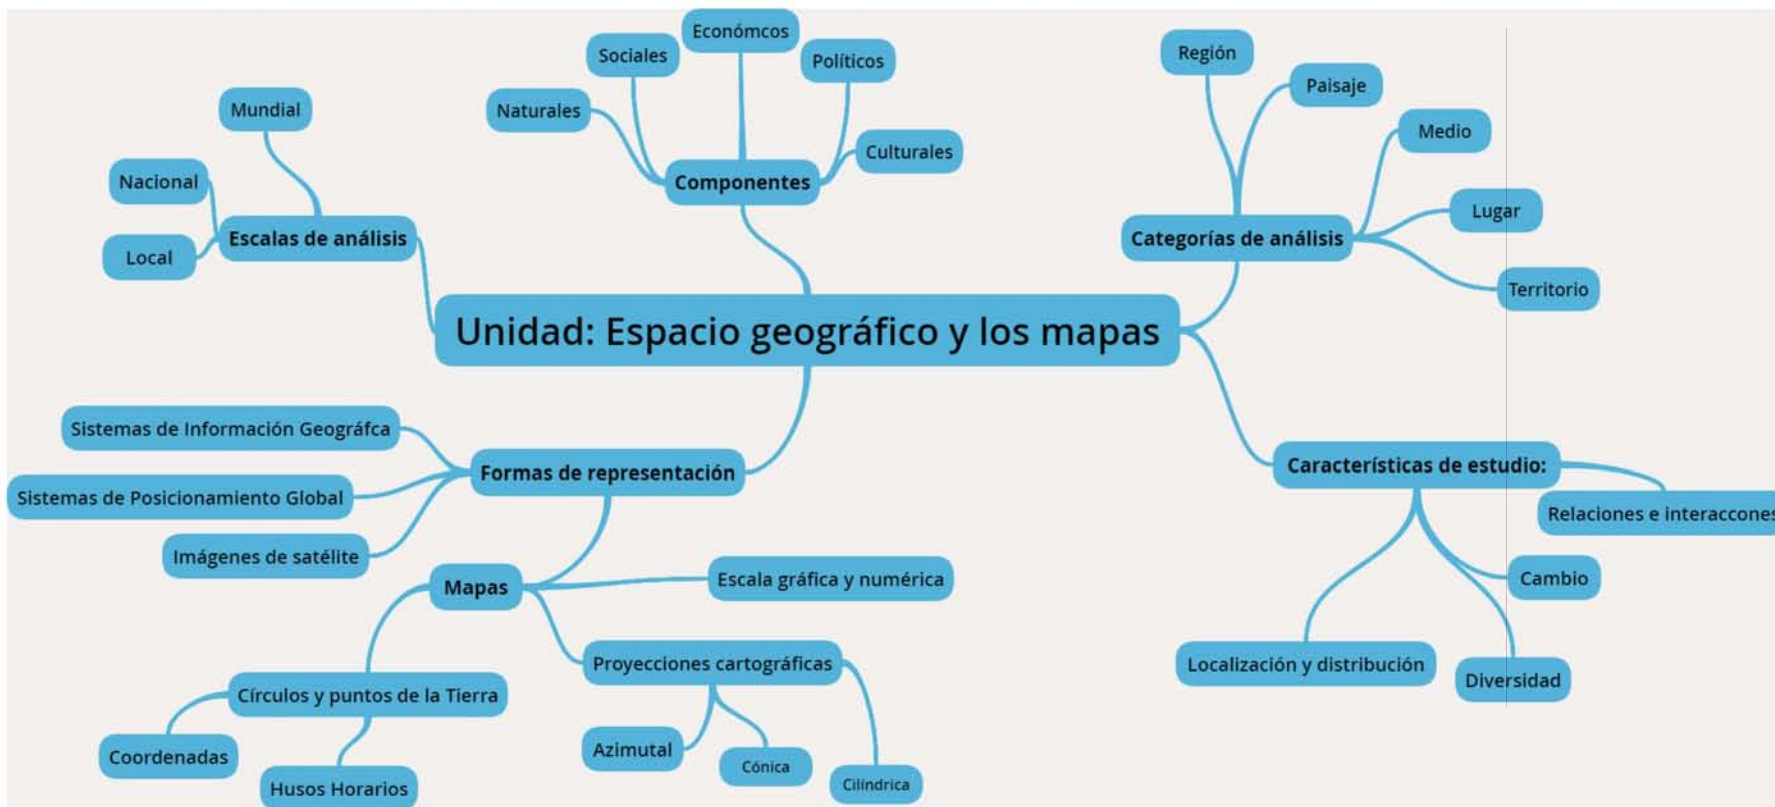 Unidad: Espacio geográfico y los mapas
Escalas de análisis
Mundial
Nacional
Local
Componentes
Naturales
Sociales
Económcos
Políticos
Culturales
Categorías de análisis
Región
Paisaje
Medio
Lugar
Territorio
Características de estudio:
Relaciones e interaccones
Cambio
Diversidad
Localización y distribución
Formas de representación
Sistemas de Información Geográfca
Sistemas de Posicionamiento Global
Imágenes de satélite
Mapas
Escala gráfica y numérica
Proyecciones cartográficas
Azimutal
Cónica
Cilíndrica
Círculos y puntos de la Tierra
Coordenadas
Husos Horarios